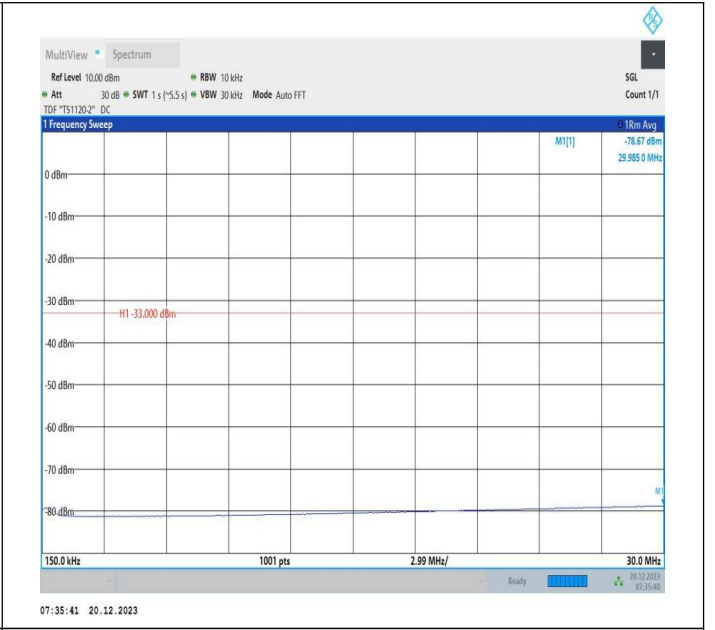 R S
MultiView Spectrum
Ref Level 10.00 dBm RBW 10 kHz SGL
Att 30 dB SWT 1 s (~5.5 s) VBW 30 kHz Mode Auto FFT Count 1/1
TDF "TS1120-2" DC
1 Frequency Sweep 1Rm Avg
M1[1] -78.67 dBm
29.985 0 MHz
0 dBm
-10 dBm
-20 dBm
-30 dBm
H1 -33.000 dBm
-40 dBm
-50 dBm
-60 dBm
-70 dBm
M1
-80 dBm
150.0 kHz 1001 pts 2.99 MHz/ 30.0 MHz
Ready 20.12.2023
07:35:40
07:35:41 20.12.2023